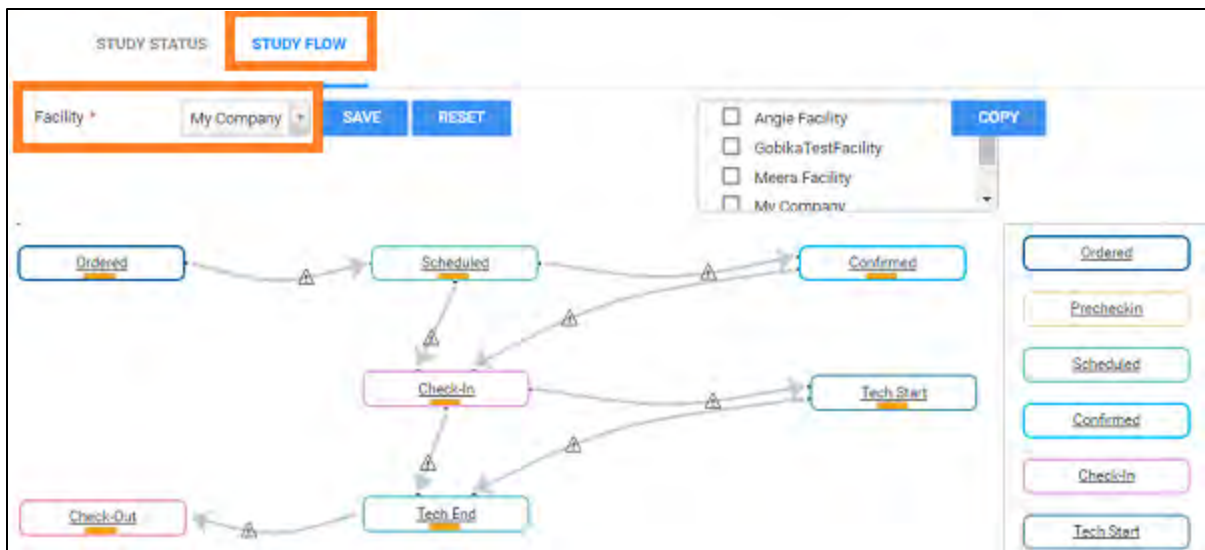 STUDY STATUS STUDY FLOW
Facility * My Company SAVE RESET
Angie Facility COPY
GobikaTestFacility
Meera Facility
My Company
Ordered Scheduled Confirmed
Check-In Tech Start
Check-Out Tech End
Ordered
Precheckin
Scheduled
Confirmed
Check-In
Tech Start